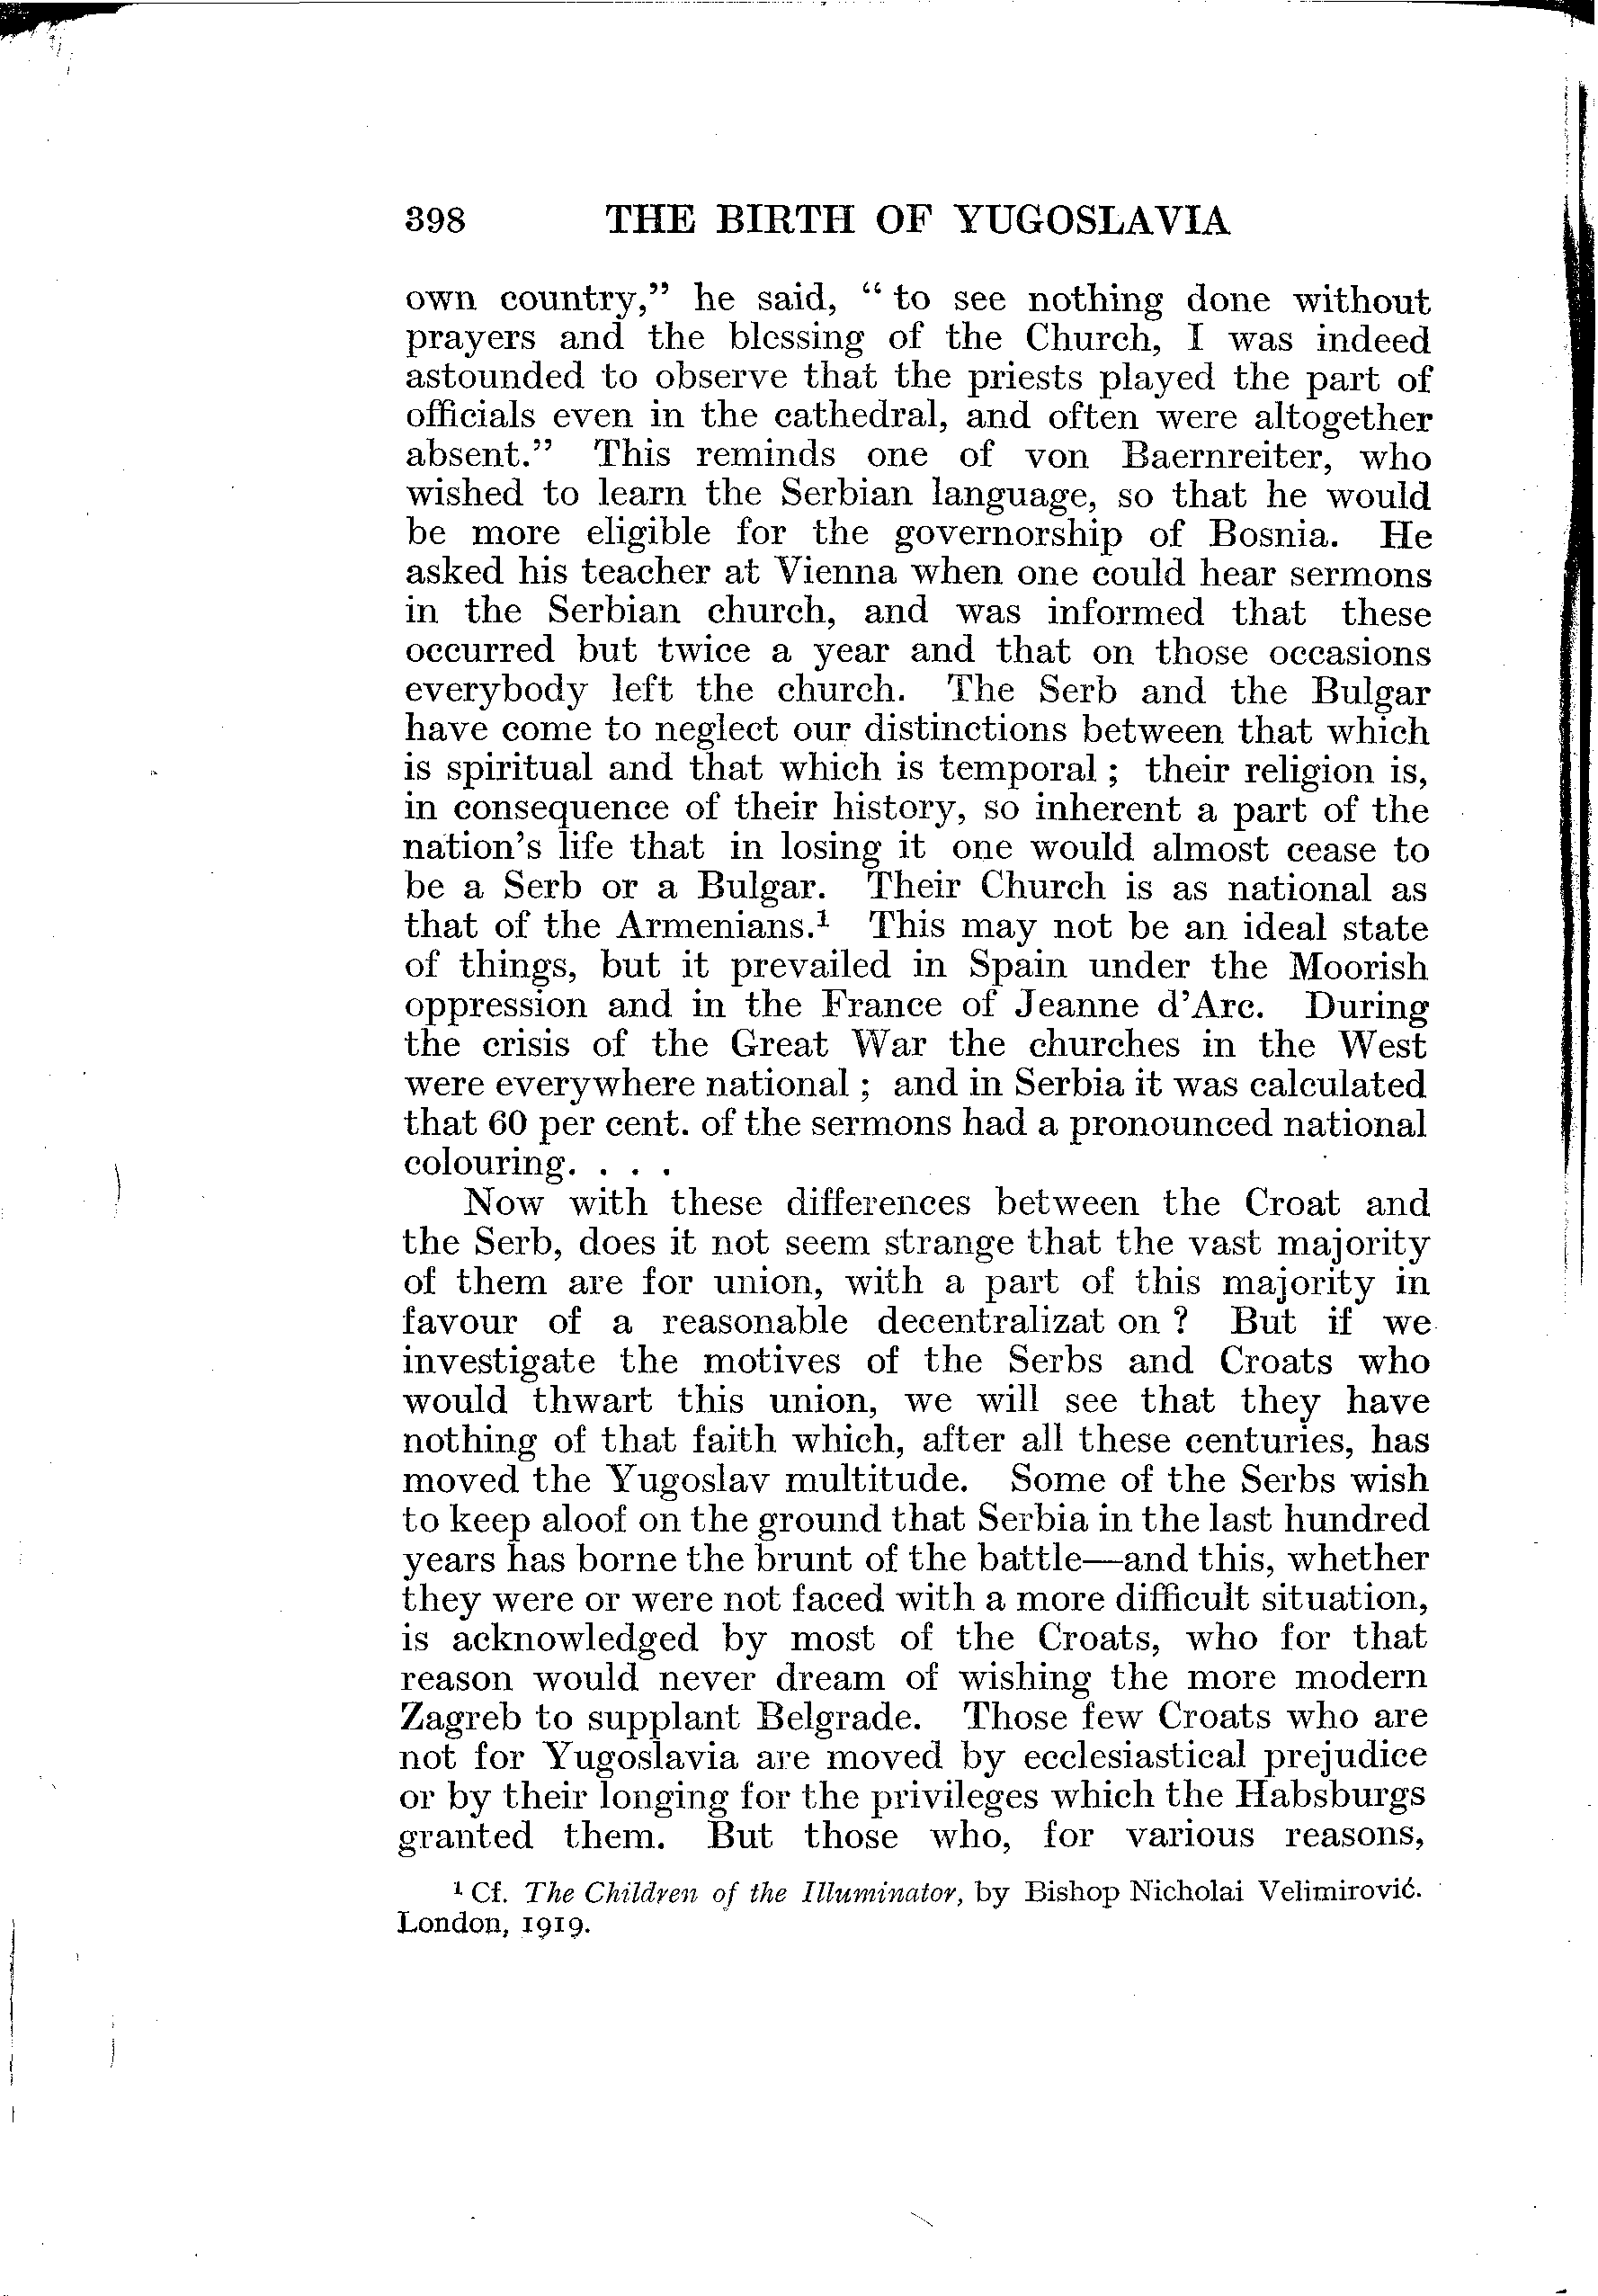 398 THE BIRTH OF YUGOSLAVIA
own country,” he said, “ to see nothing done without
prayers and the blessing of the Church, I was indeed
astounded to observe that the priests played the part of
officials even in the cathedral, and often were altogether
absent.” This reminds one of von Baernreiter, who
wished to learn the Serbian language, so that he would
be more eligible for the governorship of Bosnia. He
asked his teacher at Vienna when one could hear sermons
in the Serbian church, and was informed that these
occurred but twice a year and that on those occasions
everybody left the church. The Serb and the Bulgar
have come to neglect our distinctions between that which
is spiritual and that which is temporal ; their religion is,
in consequence of their history, so inherent a part of the
nation’s life that in losing it one would almost cease to
be a Serb or a Bulgar. Their Church is as national as
that of the Armenians.¹ This may not be an ideal state
of things, but it prevailed in Spain under the Moorish
oppression and in the France of Jeanne d’Arc. During
the crisis of the Great War the churches in the West
were everywhere national ; and in Serbia it was calculated
that 60 per cent. of the sermons had a pronounced national
colouring. . . .
Now with these differences between the Croat and
the Serb, does it not seem strange that the vast majority
of them are for union, with a part of this majority in
favour of a reasonable decentralizat on ? But if we
investigate the motives of the Serbs and Croats who
would thwart this union, we will see that they have
nothing of that faith which, after all these centuries, has
moved the Yugoslav multitude. Some of the Serbs wish
to keep aloof on the ground that Serbia in the last hundred
years has borne the brunt of the battle—and this, whether
they were or were not faced with a more difficult situation,
is acknowledged by most of the Croats, who for that
reason would never dream of wishing the more modern
Zagreb to supplant Belgrade. Those few Croats who are
not for Yugoslavia are moved by ecclesiastical prejudice
or by their longing for the privileges which the Habsburgs
granted them. But those who, for various reasons,
¹ Cf. The Children of the Illuminator, by Bishop Nicholai Velimirović.
London, 1919.